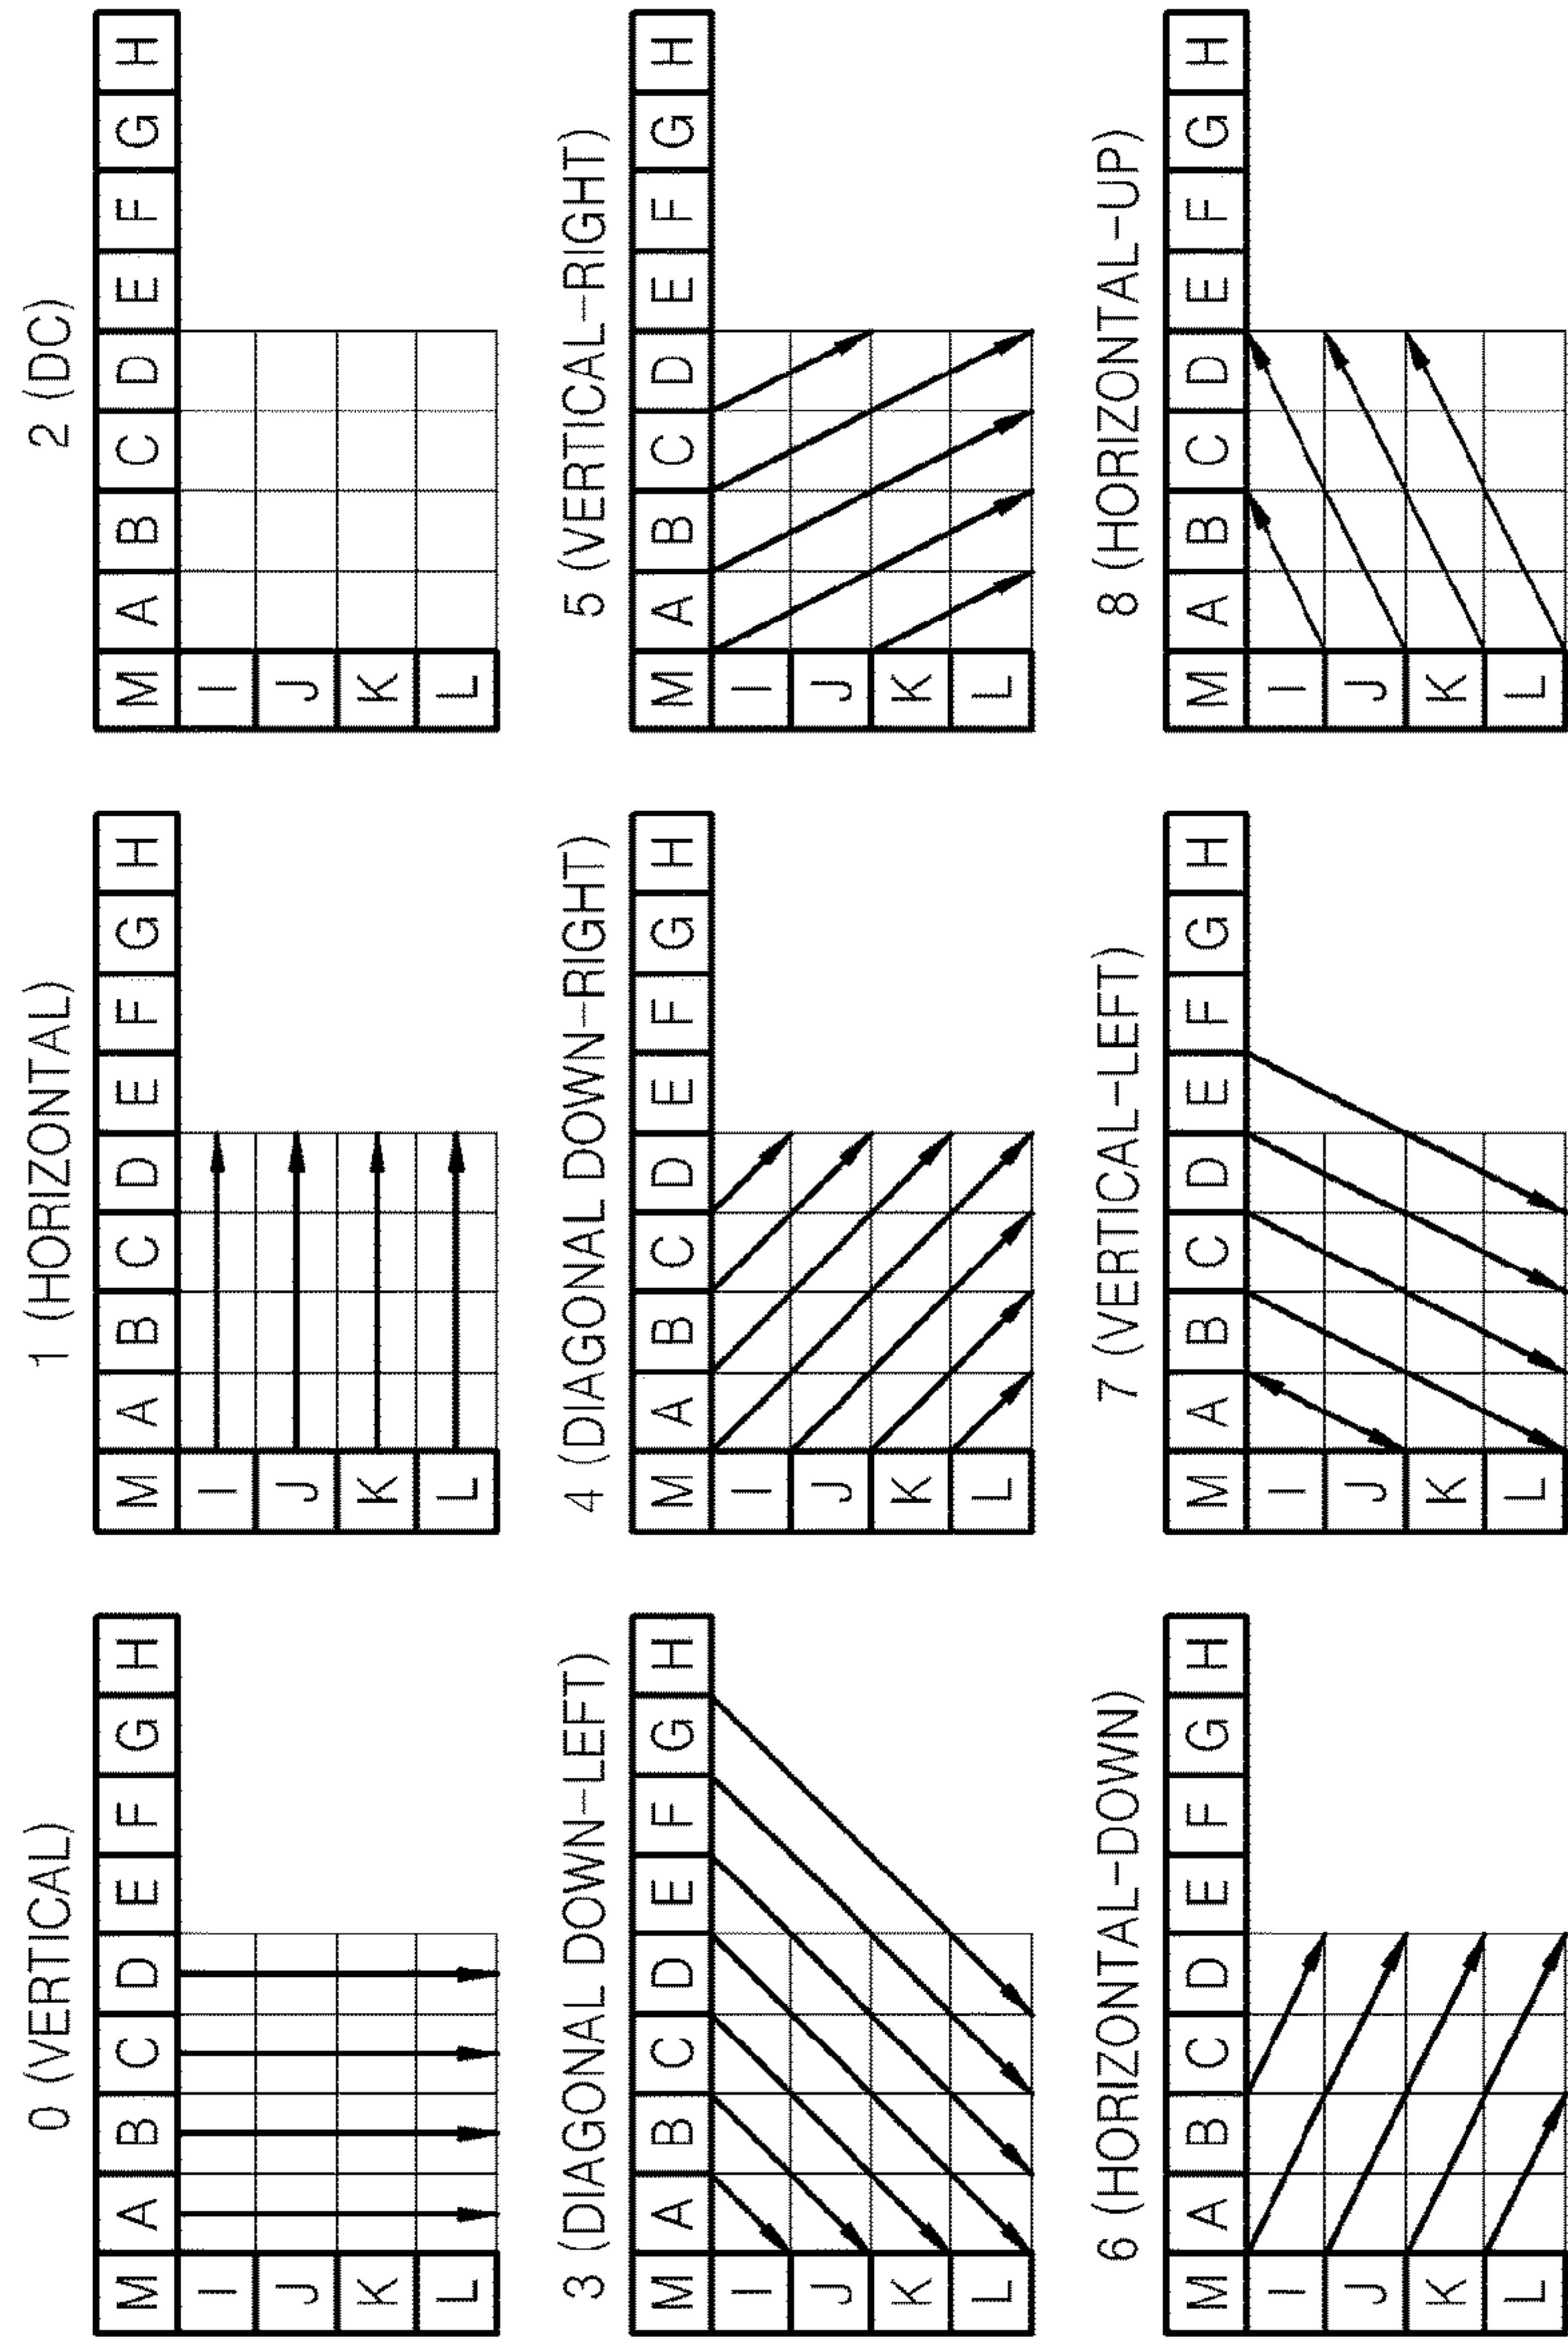 0 (VERTICAL)
M A B C D E F G H
I
J
K
L
1 (HORIZONTAL)
M A B C D E F G H
I
J
K
L
2 (DC)
M A B C D E F G H
I
J
K
L
3 (DIAGONAL DOWN-LEFT)
M A B C D E F G H
I
J
K
L
4 (DIAGONAL DOWN-RIGHT)
M A B C D E F G H
I
J
K
L
5 (VERTICAL-RIGHT)
M A B C D E F G H
I
J
K
L
6 (HORIZONTAL-DOWN)
M A B C D E F G H
I
J
K
L
7 (VERTICAL-LEFT)
M A B C D E F G H
I
J
K
L
8 (HORIZONTAL-UP)
M A B C D E F G H
I
J
K
L